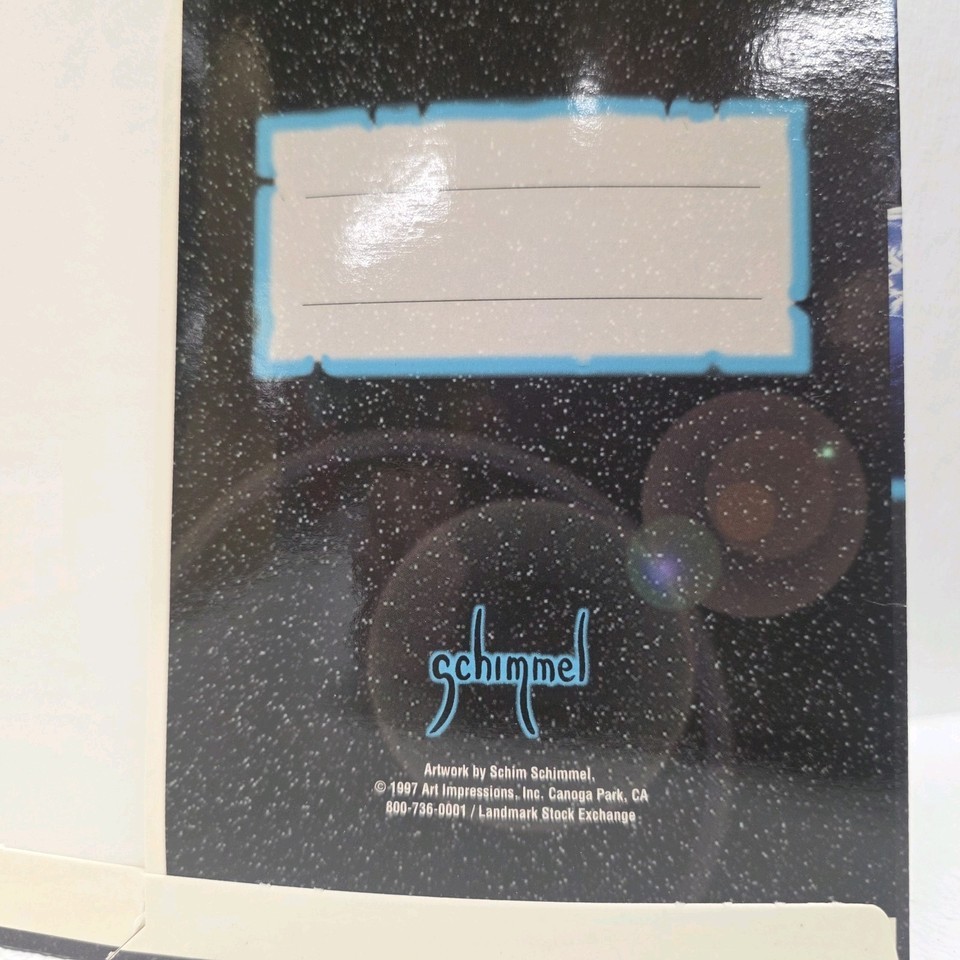 schimmel
Artwork by Schim Schimmel,
© 1997 Art Impressions, Inc. Canoga Park, CA
800-736-0001 / Landmark Stock Exchange